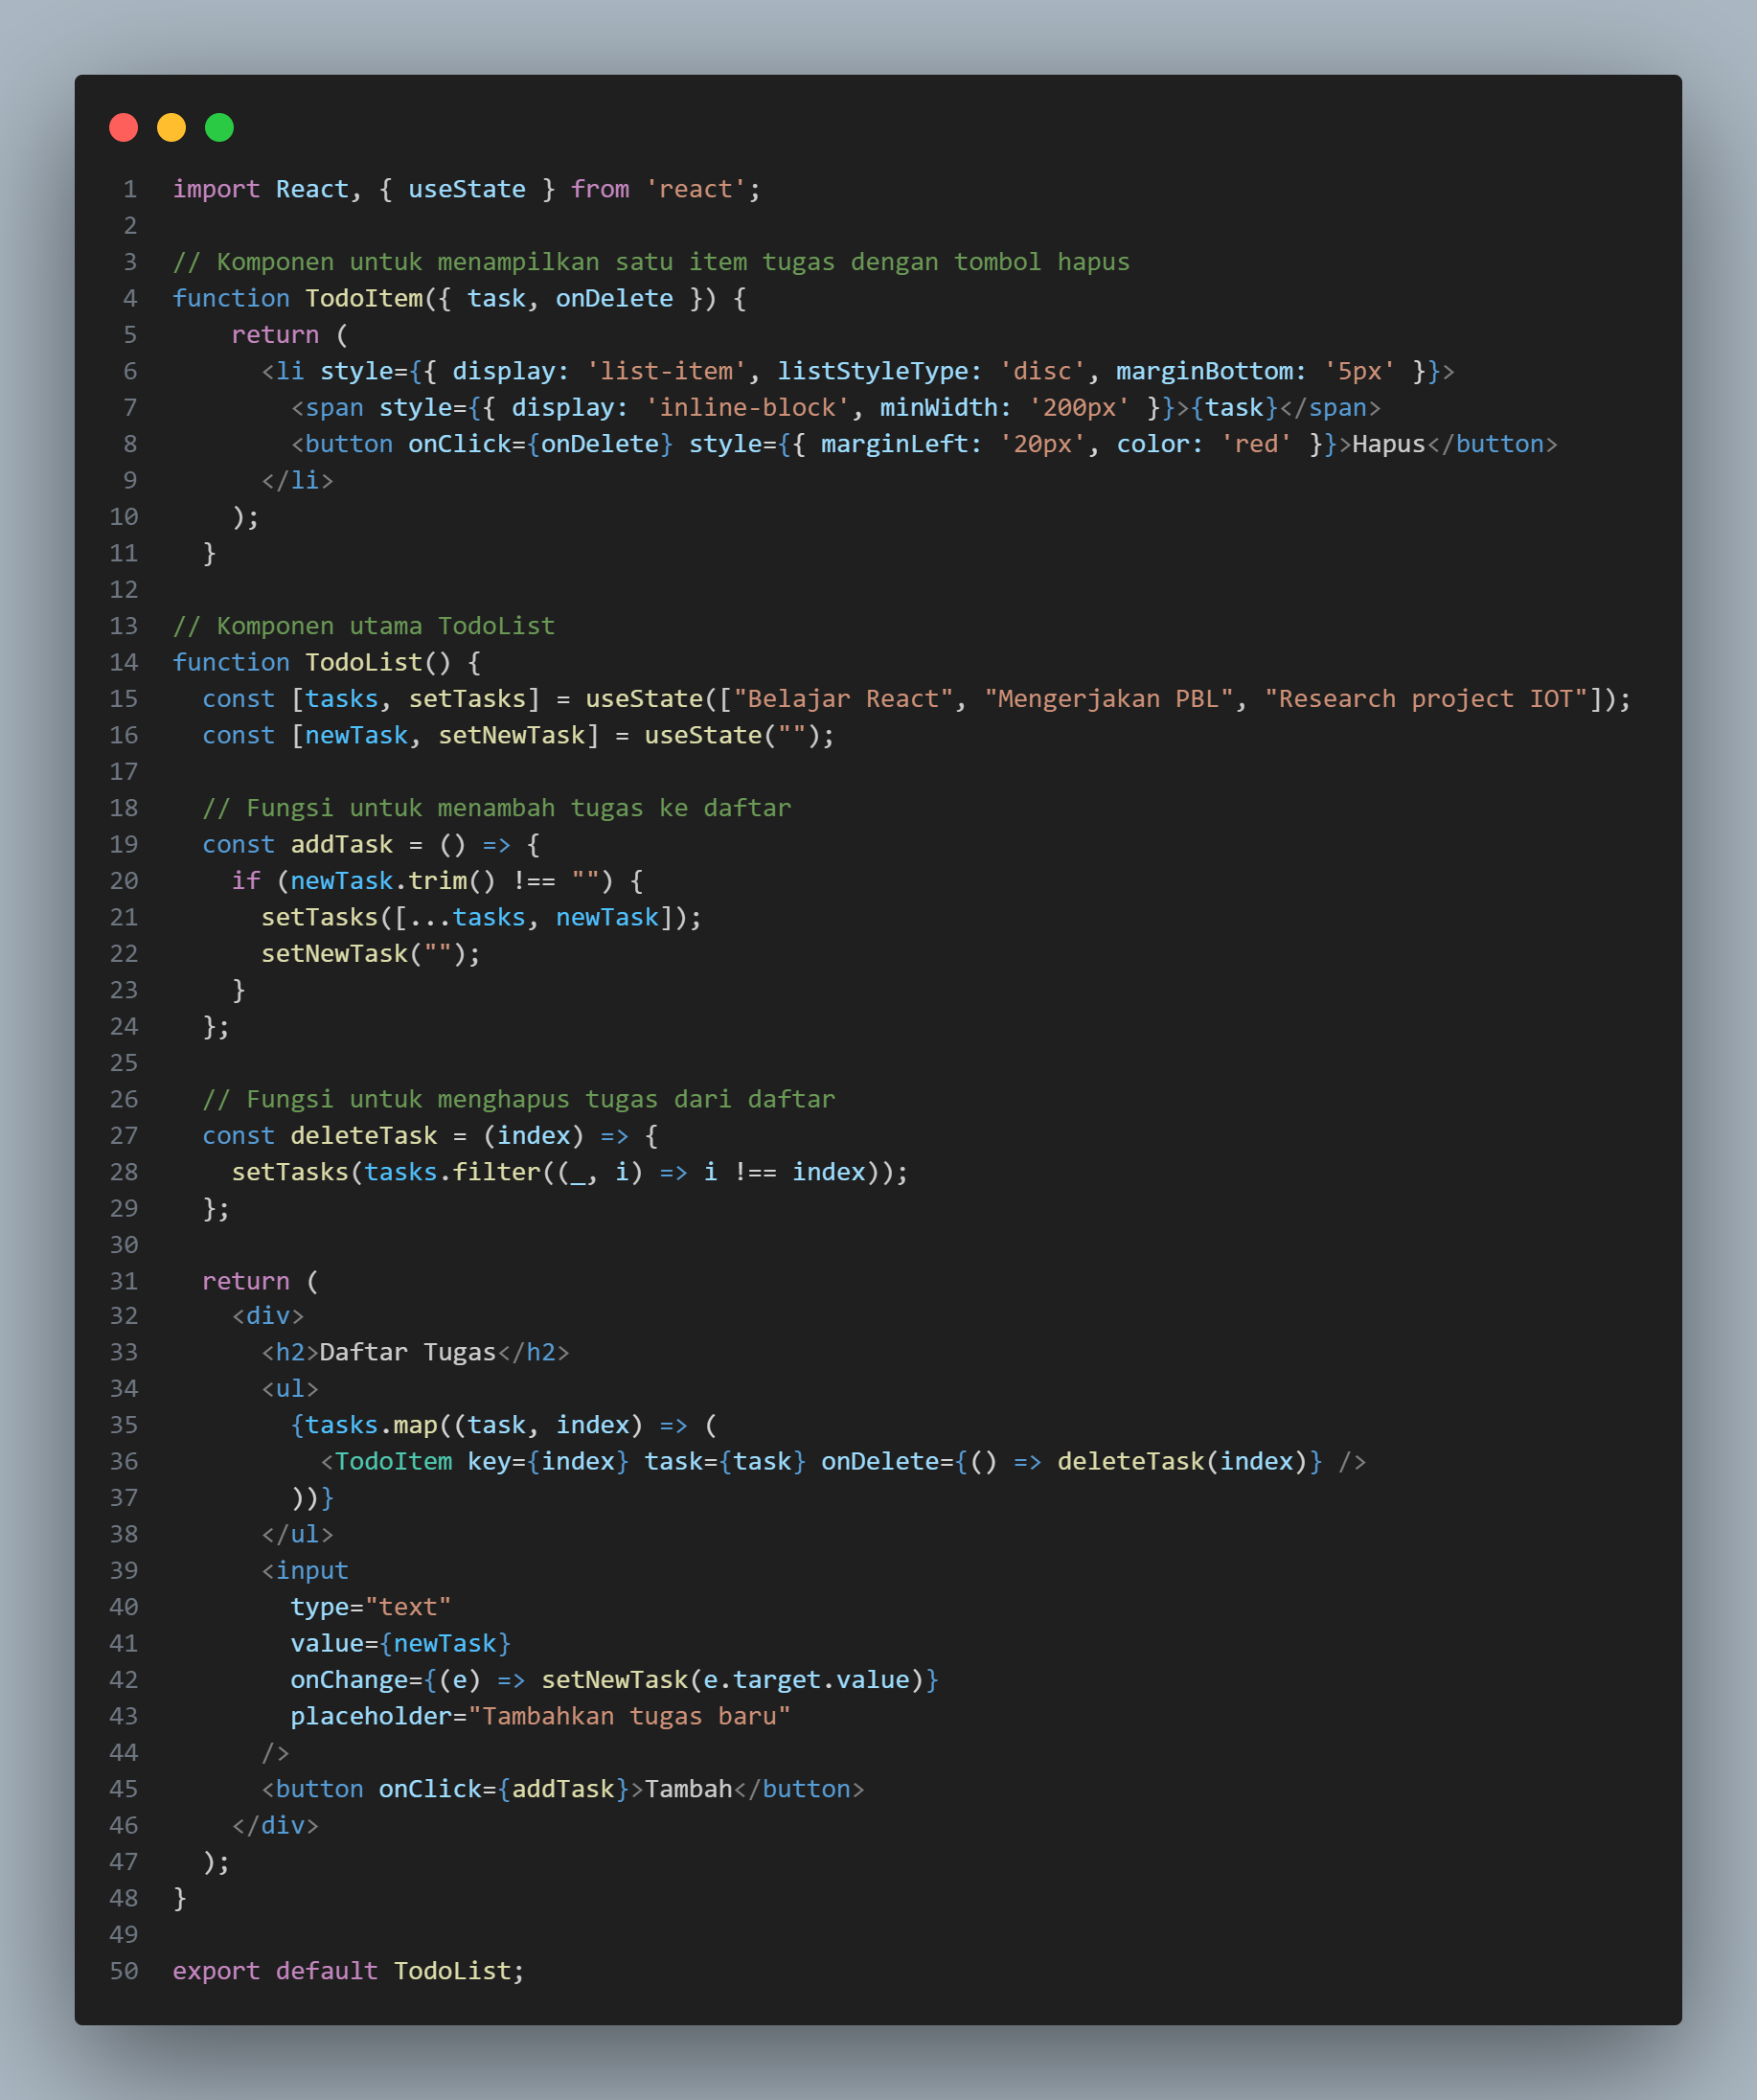 1 import React, { useState } from 'react';
2
3 // Komponen untuk menampilkan satu item tugas dengan tombol hapus
4 function TodoItem({ task, onDelete }) {
5     return (
6       <li style={{ display: 'list-item', listStyleType: 'disc', marginBottom: '5px' }}>
7         <span style={{ display: 'inline-block', minWidth: '200px' }}>{task}</span>
8         <button onClick={onDelete} style={{ marginLeft: '20px', color: 'red' }}>Hapus</button>
9       </li>
10     );
11   }
12
13 // Komponen utama TodoList
14 function TodoList() {
15   const [tasks, setTasks] = useState(["Belajar React", "Mengerjakan PBL", "Research project IOT"]);
16   const [newTask, setNewTask] = useState("");
17
18   // Fungsi untuk menambah tugas ke daftar
19   const addTask = () => {
20     if (newTask.trim() !== "") {
21       setTasks([...tasks, newTask]);
22       setNewTask("");
23     }
24   };
25
26   // Fungsi untuk menghapus tugas dari daftar
27   const deleteTask = (index) => {
28     setTasks(tasks.filter((_, i) => i !== index));
29   };
30
31   return (
32     <div>
33       <h2>Daftar Tugas</h2>
34       <ul>
35         {tasks.map((task, index) => (
36           <TodoItem key={index} task={task} onDelete={() => deleteTask(index)} />
37         ))}
38       </ul>
39       <input
40         type="text"
41         value={newTask}
42         onChange={(e) => setNewTask(e.target.value)}
43         placeholder="Tambahkan tugas baru"
44       />
45       <button onClick={addTask}>Tambah</button>
46     </div>
47   );
48 }
49
50 export default TodoList;